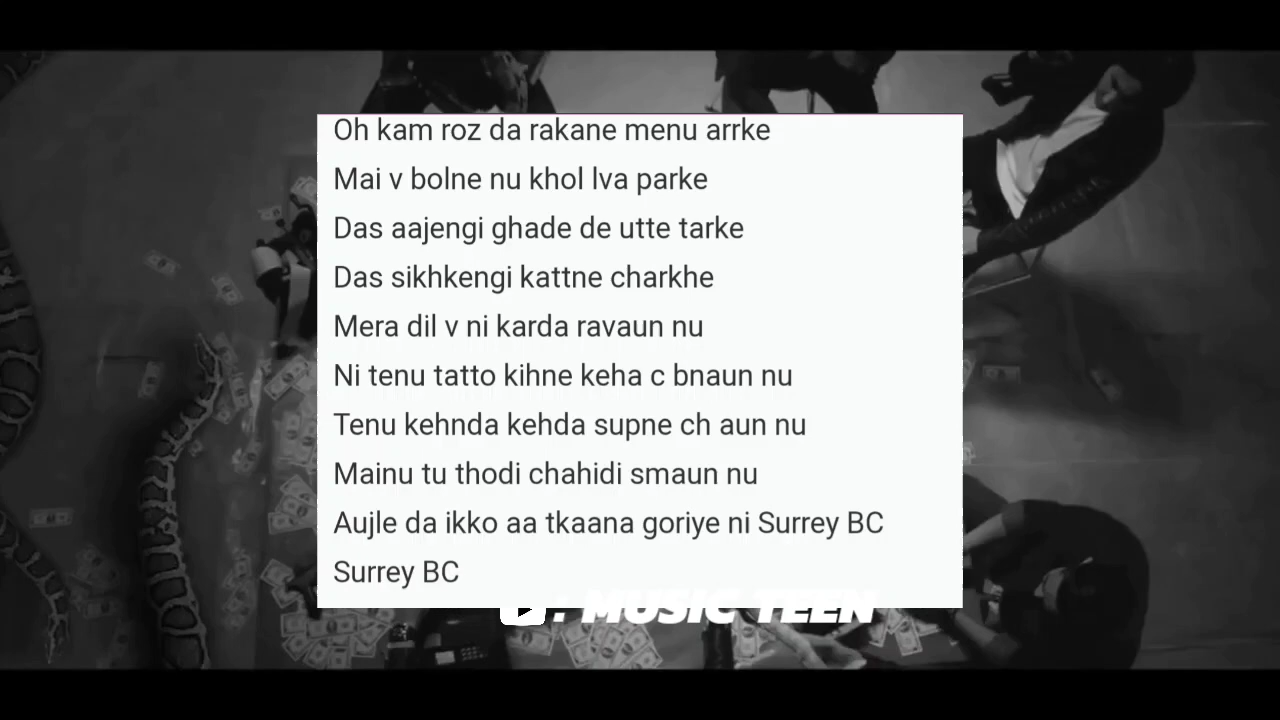 Oh kam roz da rakane menu arrke
Mai v bolne nu khol lva parke
Das aajengi ghade de utte tarke
Das sikhkengi kattne charkhe
Mera dil v ni karda ravaun nu
Ni tenu tatto kihne keha c bnaun nu
Tenu kehnda kehda supne ch aun nu
Mainu tu thodi chahidi smaun nu
Aujle da ikko aa tkaana goriye ni Surrey BC
Surrey BC
: MUSIC TEEN